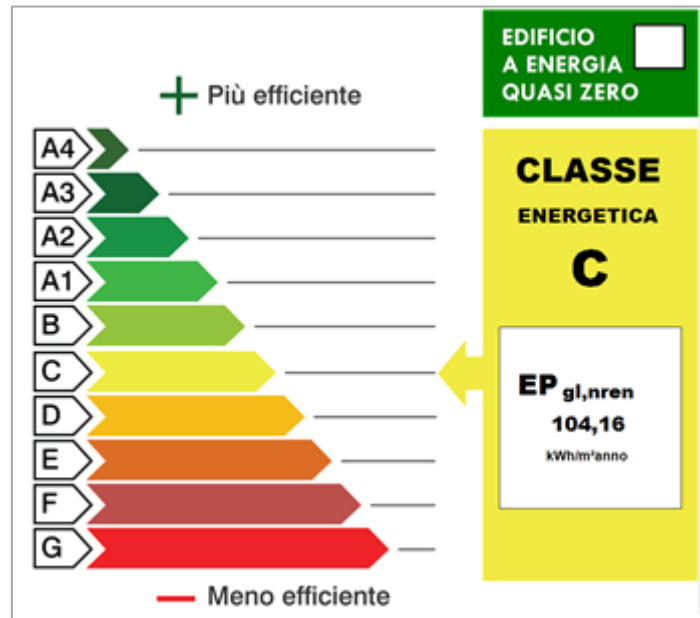 EDIFICIO
A ENERGIA
QUASI ZERO
Più efficiente
A4
A3
A2
A1
B
C
D
E
F
G
Meno efficiente
CLASSE
ENERGETICA
C
EP gl,nren
104,16
kWh/m²anno